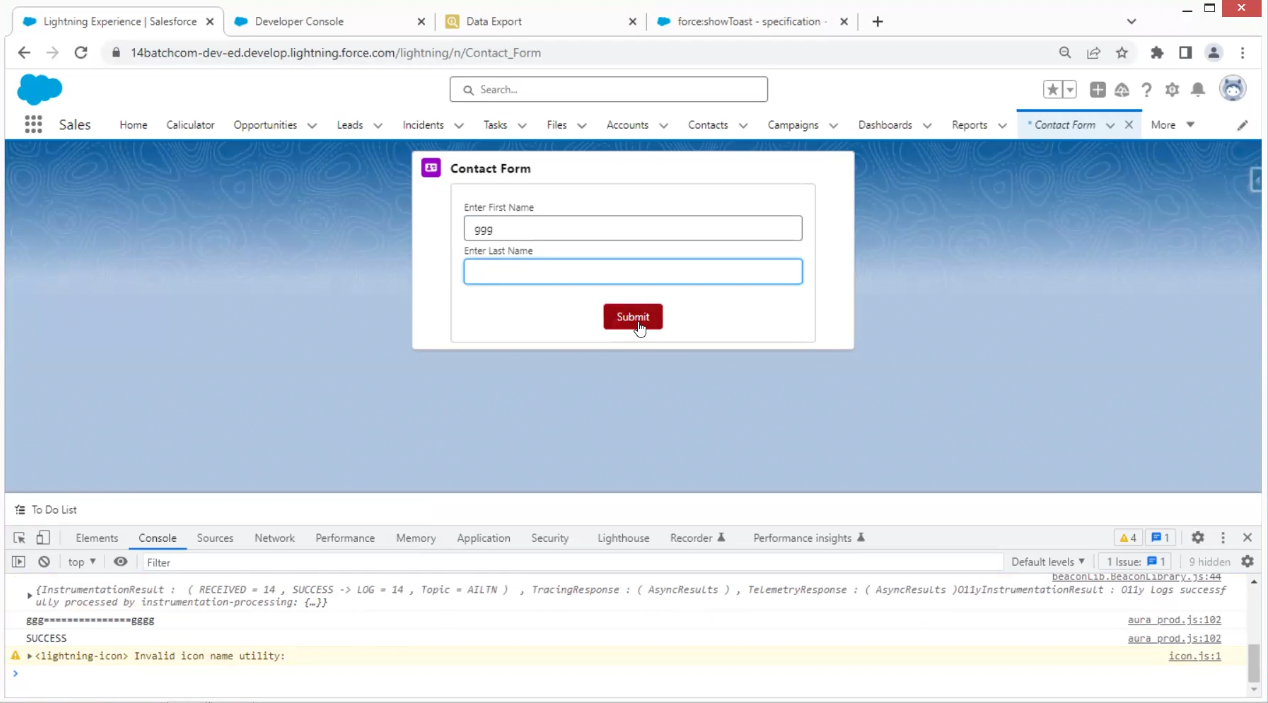 Lightning Experience | Salesforce
Developer Console
Data Export
force:showToast - specification -
14batchcom-dev-ed.develop.lightning.force.com/lightning/n/Contact_Form
Search...
Sales
Home
Calculator
Opportunities
Leads
Incidents
Tasks
Files
Accounts
Contacts
Campaigns
Dashboards
Reports
* Contact Form
More
Contact Form
Enter First Name
ggg
Enter Last Name
Submit
To Do List
Elements
Console
Sources
Network
Performance
Memory
Application
Security
Lighthouse
Recorder
Performance insights
4
1
top
Filter
Default levels
1 Issue: 1
9 hidden
beaconLib.BeaconLibrary.js:44
{InstrumentationResult : ( RECEIVED = 14 , SUCCESS -> LOG = 14 , Topic = AILTN ) , TracingResponse : ( AsyncResults ) , TelemetryResponse : ( AsyncResults )O11yInstrumentationResult : O11y Logs successf
ully processed by instrumentation-processing: {…}}
ggg===============gggg
aura_prod.js:102
SUCCESS
aura_prod.js:102
<lightning-icon> Invalid icon name utility:
icon.js:1